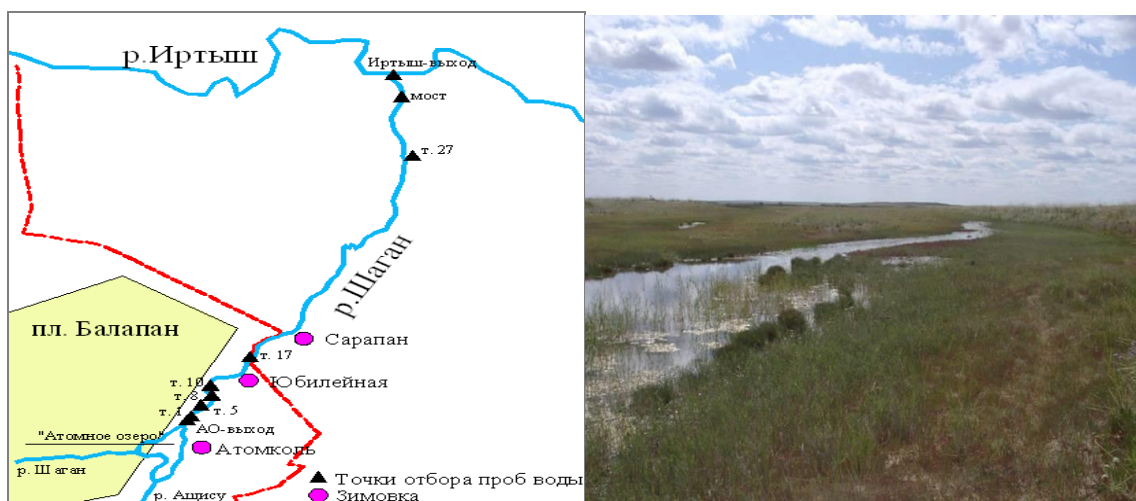 р.Иртыш
Иртыш-выход
мост
т. 27
р.Шаган
пл. Балапан
Сарапан
т. 17
т. 10
Юбилейная
т. 8
т. 1
т. 5
АО-выход
"Атомное озеро"
Атомколь
р. Шаган
Точки отбора проб воды
р. Ащису
Зимовка